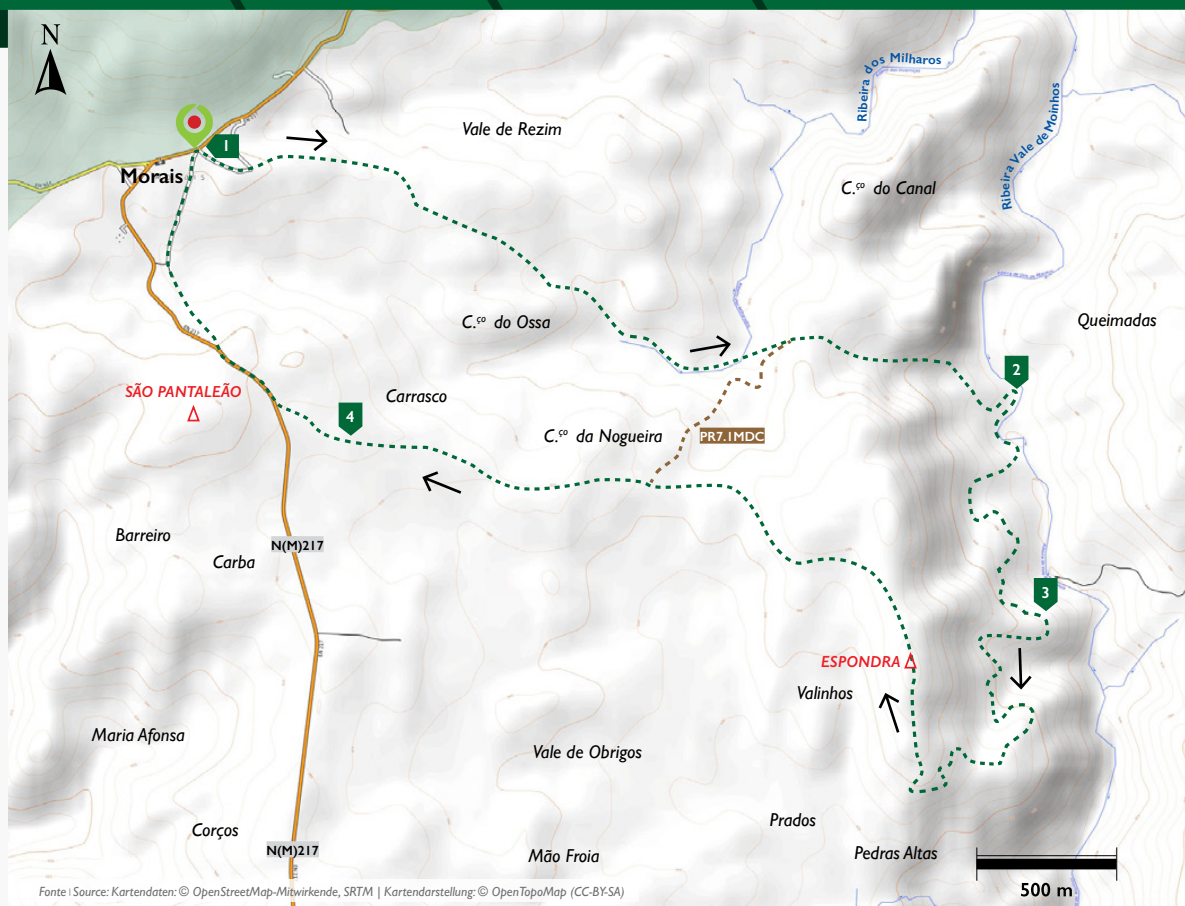 N
Ribeira dos Milharos
Ribeira Vale de Moinhos
Vale de Rezim
1
Morais
C.ço do Canal
C.ço do Ossa
Queimadas
2
SÃO PANTALEÃO
Carrasco
4
C.ço da Nogueira
PR7.1MDC
Barreiro
Carba
N(M)217
3
ESPONDRA
Valinhos
Maria Afonsa
Vale de Obrigos
Corços
Prados
N(M)217
Mão Froia
Pedras Altas
500 m
Fonte | Source: Kartendaten: © OpenStreetMap-Mitwirkende, SRTM | Kartendarstellung: © OpenTopoMap (CC-BY-SA)